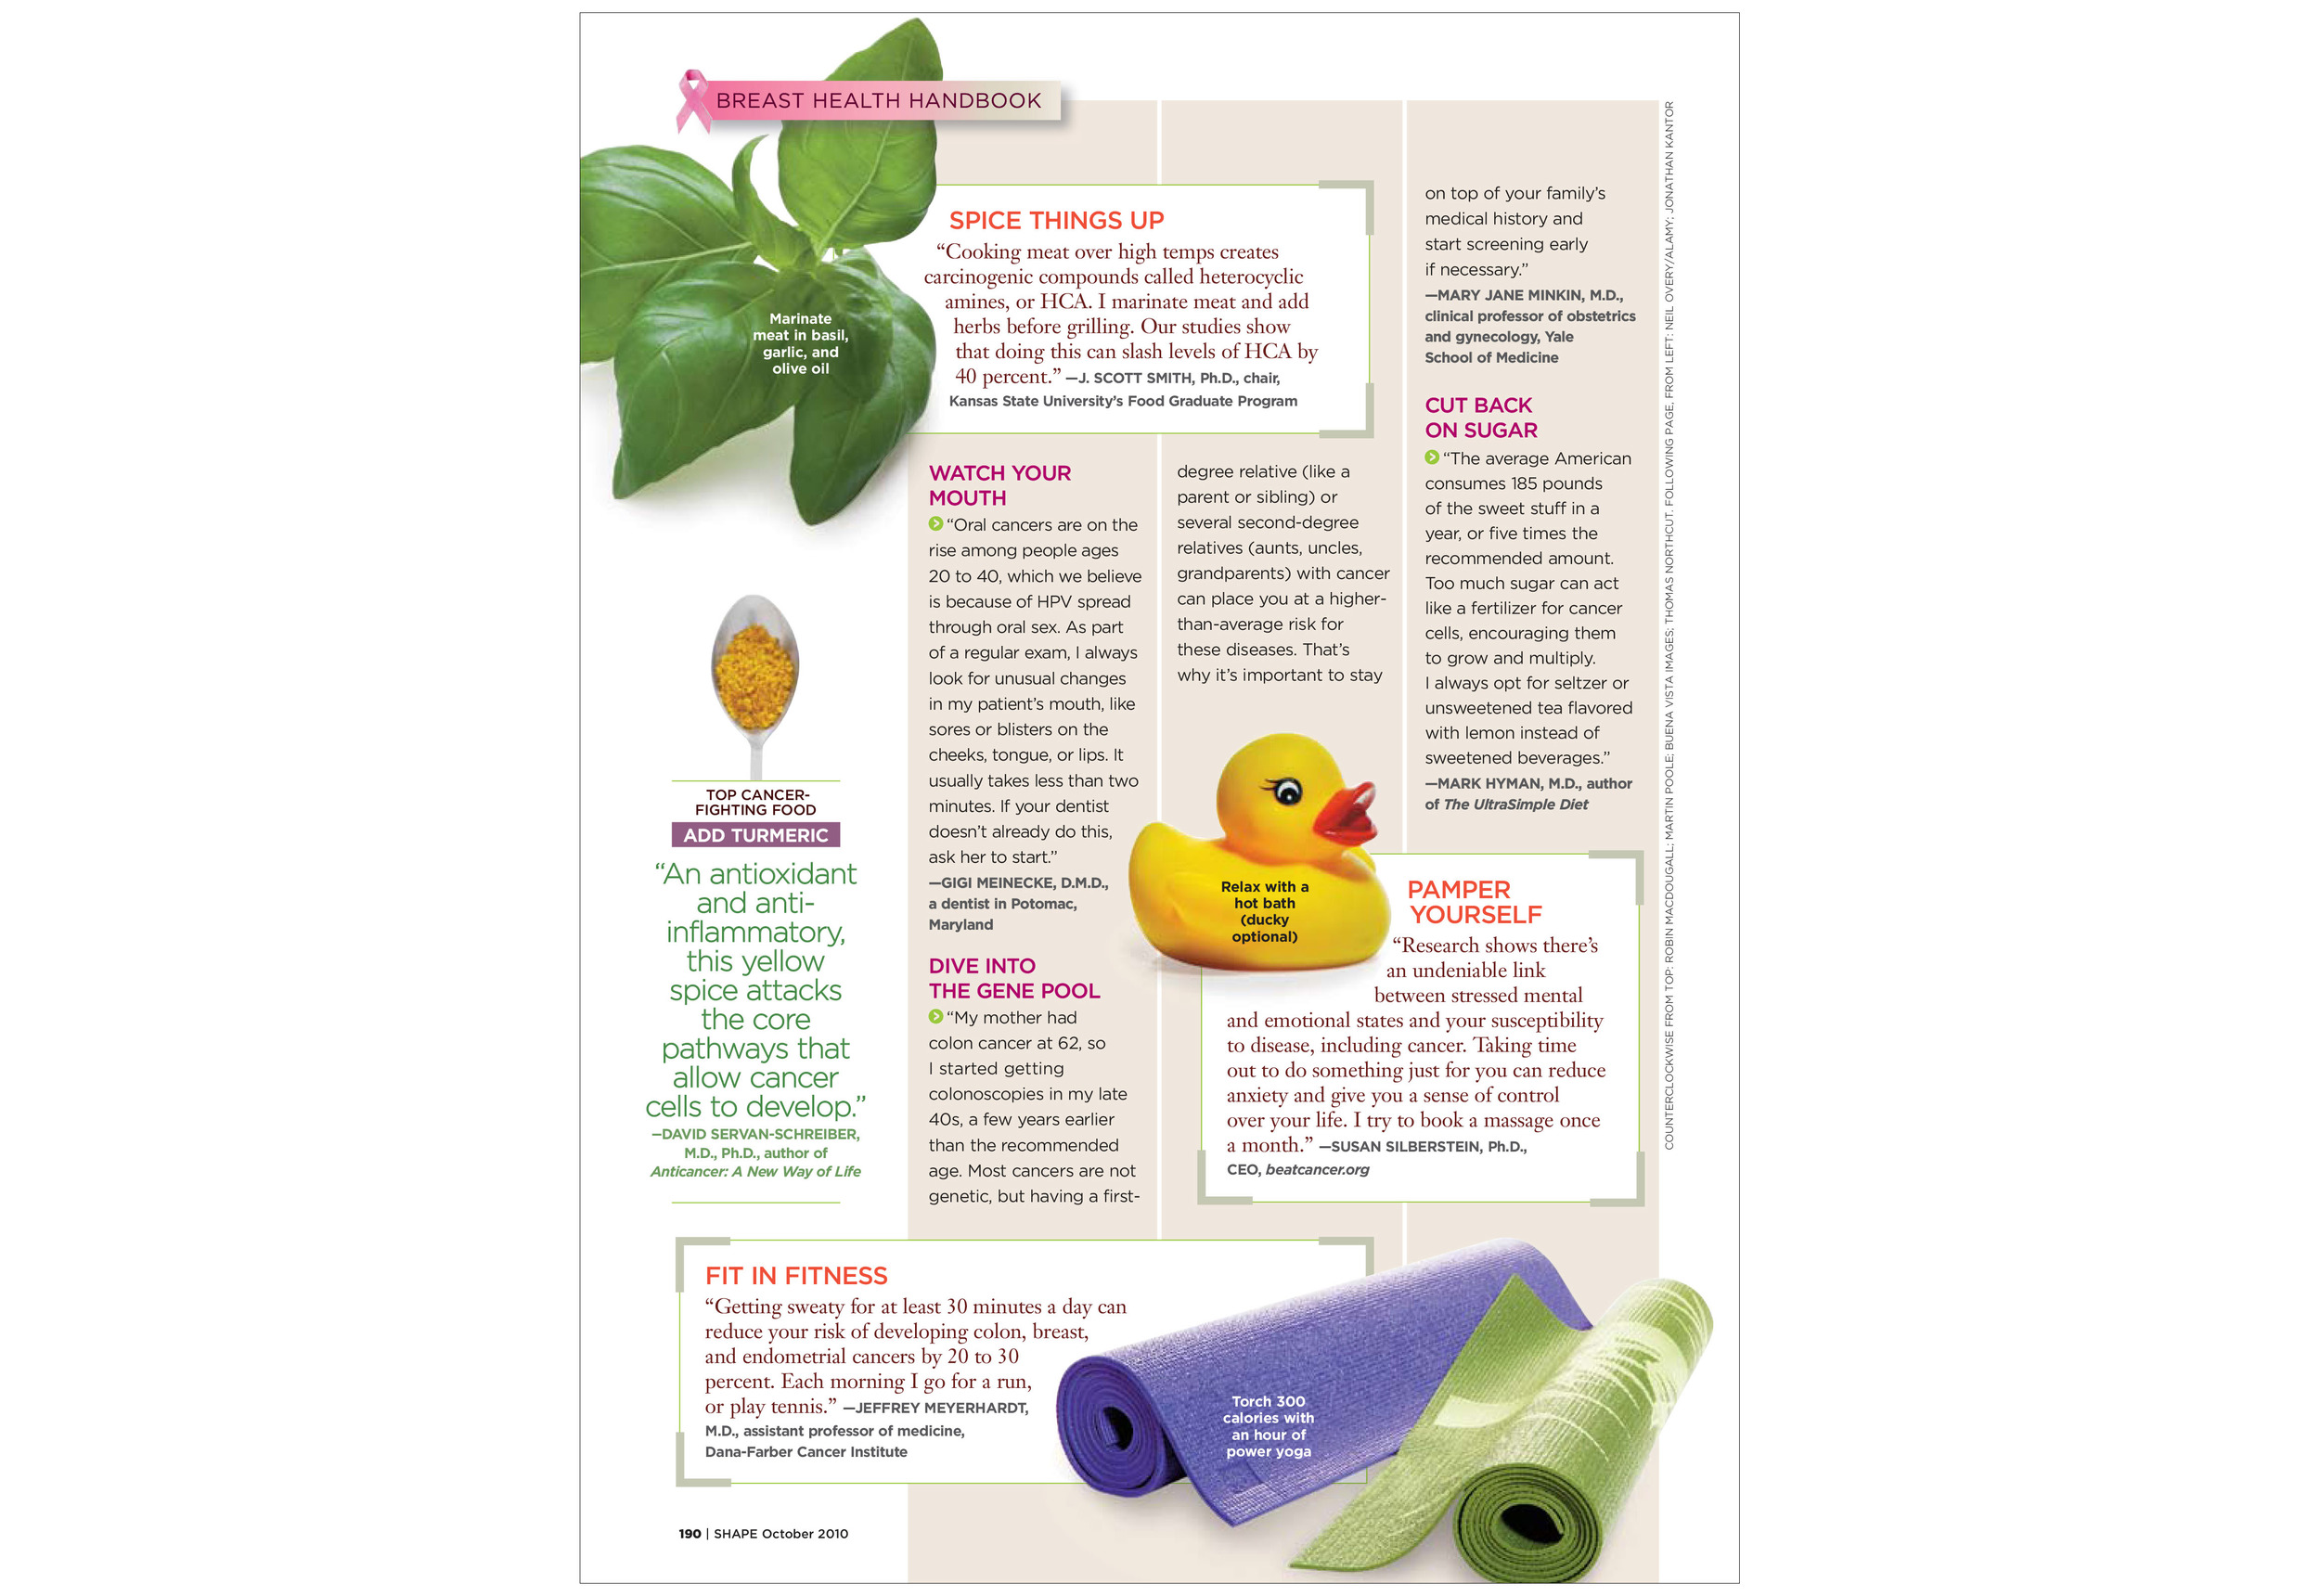 BREAST HEALTH HANDBOOK
Marinate
meat in basil,
garlic, and
olive oil
SPICE THINGS UP
“Cooking meat over high temps creates
carcinogenic compounds called heterocyclic
amines, or HCA. I marinate meat and add
herbs before grilling. Our studies show
that doing this can slash levels of HCA by
40 percent.” —J. SCOTT SMITH, Ph.D., chair,
Kansas State University’s Food Graduate Program
TOP CANCER-
FIGHTING FOOD
ADD TURMERIC
“An antioxidant
and anti-
inflammatory,
this yellow
spice attacks
the core
pathways that
allow cancer
cells to develop.”
—DAVID SERVAN-SCHREIBER,
M.D., Ph.D., author of
Anticancer: A New Way of Life
WATCH YOUR
MOUTH
“Oral cancers are on the
rise among people ages
20 to 40, which we believe
is because of HPV spread
through oral sex. As part
of a regular exam, I always
look for unusual changes
in my patient’s mouth, like
sores or blisters on the
cheeks, tongue, or lips. It
usually takes less than two
minutes. If your dentist
doesn’t already do this,
ask her to start.”
—GIGI MEINECKE, D.M.D.,
a dentist in Potomac,
Maryland
DIVE INTO
THE GENE POOL
“My mother had
colon cancer at 62, so
I started getting
colonoscopies in my late
40s, a few years earlier
than the recommended
age. Most cancers are not
genetic, but having a first-
degree relative (like a
parent or sibling) or
several second-degree
relatives (aunts, uncles,
grandparents) with cancer
can place you at a higher-
than-average risk for
these diseases. That’s
why it’s important to stay
on top of your family’s
medical history and
start screening early
if necessary.”
—MARY JANE MINKIN, M.D.,
clinical professor of obstetrics
and gynecology, Yale
School of Medicine
CUT BACK
ON SUGAR
“The average American
consumes 185 pounds
of the sweet stuff in a
year, or five times the
recommended amount.
Too much sugar can act
like a fertilizer for cancer
cells, encouraging them
to grow and multiply.
I always opt for seltzer or
unsweetened tea flavored
with lemon instead of
sweetened beverages.”
—MARK HYMAN, M.D., author
of The UltraSimple Diet
Relax with a
hot bath
(ducky
optional)
PAMPER
YOURSELF
“Research shows there’s
an undeniable link
between stressed mental
and emotional states and your susceptibility
to disease, including cancer. Taking time
out to do something just for you can reduce
anxiety and give you a sense of control
over your life. I try to book a massage once
a month.” —SUSAN SILBERSTEIN, Ph.D.,
CEO, beatcancer.org
FIT IN FITNESS
“Getting sweaty for at least 30 minutes a day can
reduce your risk of developing colon, breast,
and endometrial cancers by 20 to 30
percent. Each morning I go for a run,
or play tennis.” —JEFFREY MEYERHARDT,
M.D., assistant professor of medicine,
Dana-Farber Cancer Institute
Torch 300
calories with
an hour of
power yoga
190 | SHAPE October 2010
COUNTERCLOCKWISE FROM TOP: ROBIN MACDOUGALL; MARTIN POOLE; BUENA VISTA IMAGES; THOMAS NORTHCUT. FOLLOWING PAGE, FROM LEFT: NEIL OVERY/ALAMY; JONATHAN KANTOR